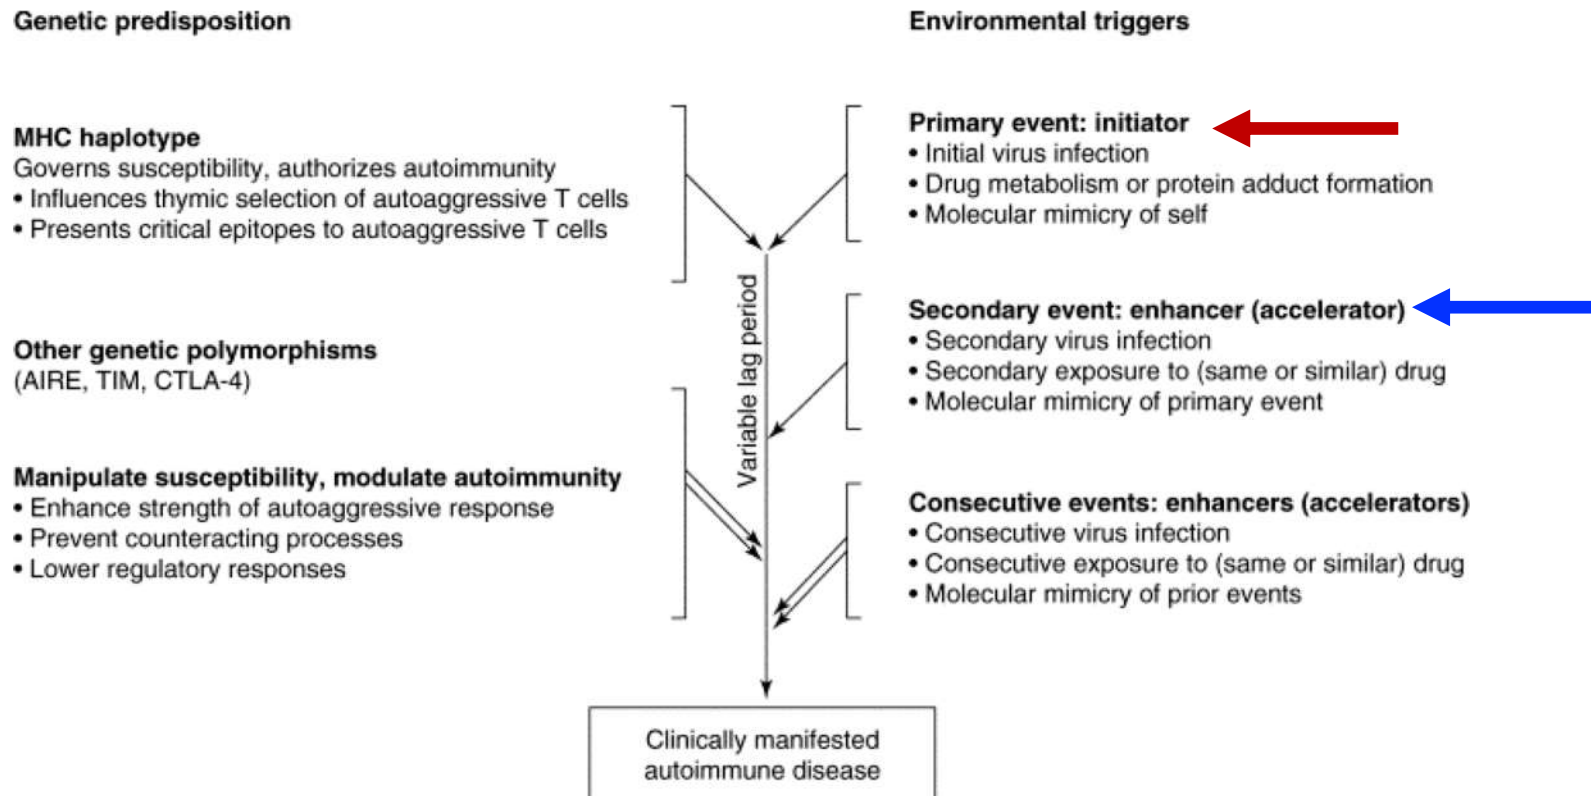 Genetic predisposition
MHC haplotype
Governs susceptibility, authorizes autoimmunity
• Influences thymic selection of autoaggressive T cells
• Presents critical epitopes to autoaggressive T cells
Other genetic polymorphisms
(AIRE, TIM, CTLA-4)
Manipulate susceptibility, modulate autoimmunity
• Enhance strength of autoaggressive response
• Prevent counteracting processes
• Lower regulatory responses
Variable lag period
Environmental triggers
Primary event: initiator
• Initial virus infection
• Drug metabolism or protein adduct formation
• Molecular mimicry of self
Secondary event: enhancer (accelerator)
• Secondary virus infection
• Secondary exposure to (same or similar) drug
• Molecular mimicry of primary event
Consecutive events: enhancers (accelerators)
• Consecutive virus infection
• Consecutive exposure to (same or similar) drug
• Molecular mimicry of prior events
Clinically manifested
autoimmune disease